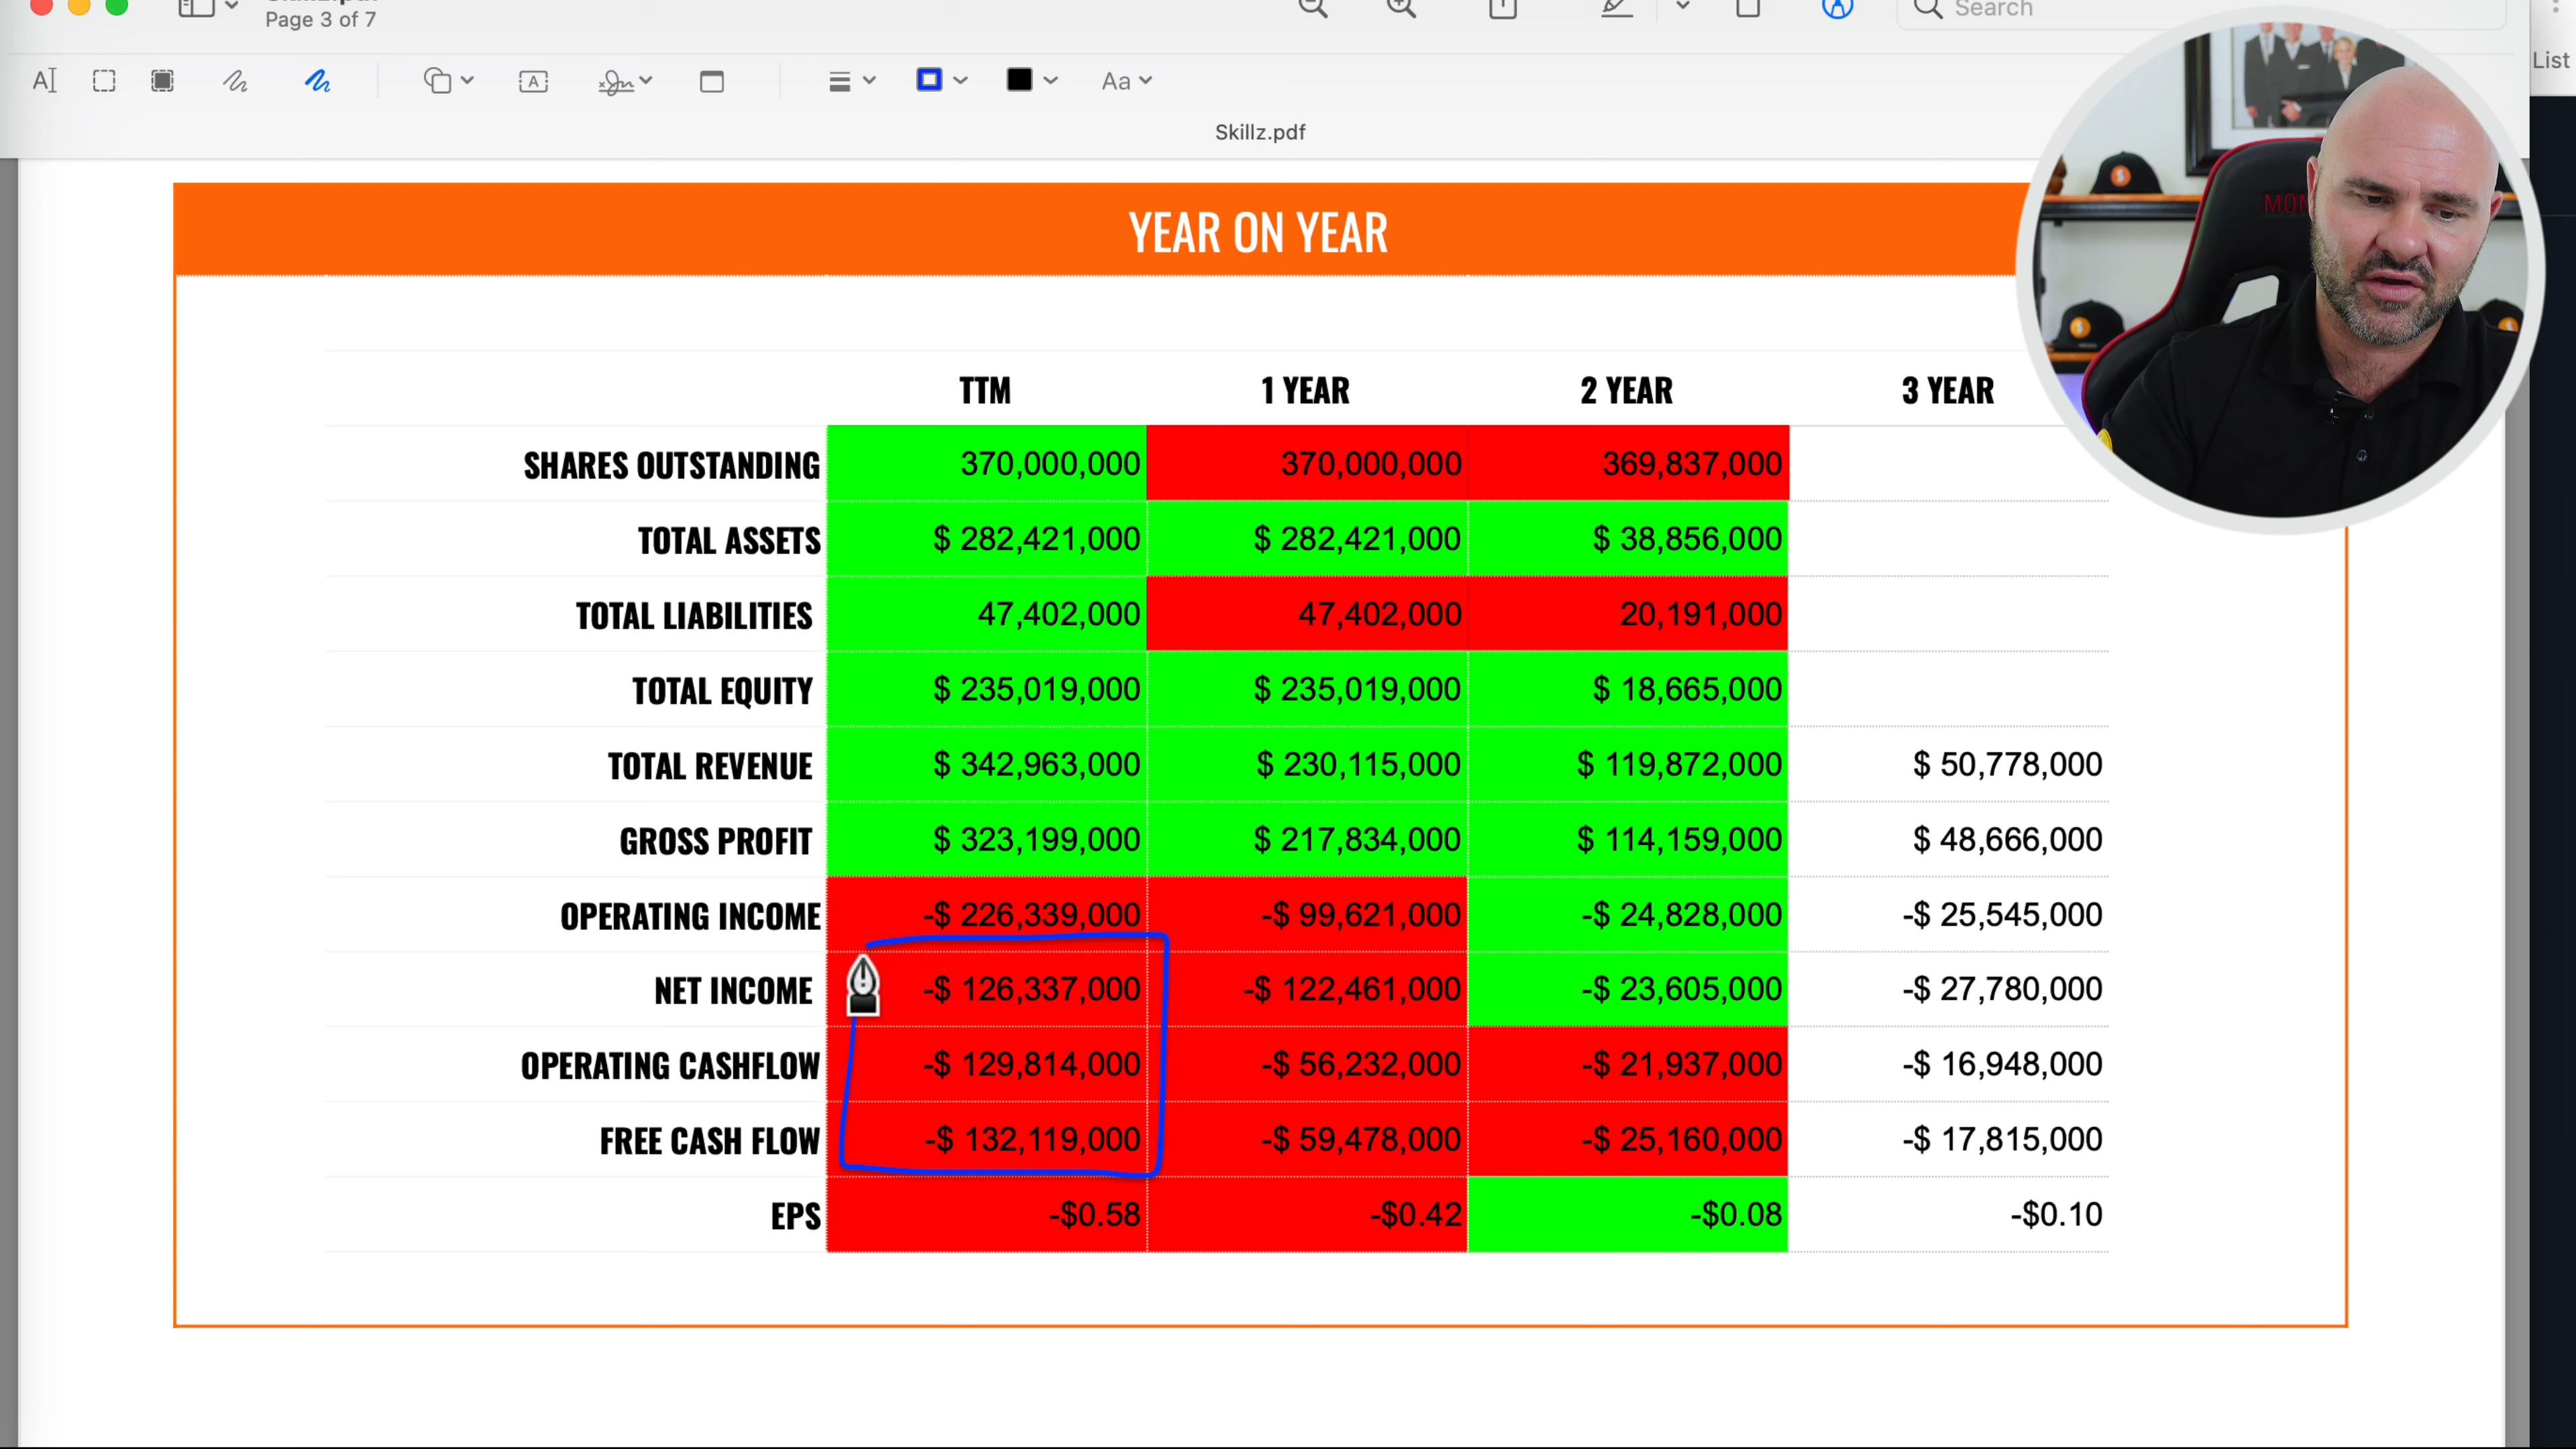 Page 3 of 7
Search
List
A
Aa
Skillz.pdf
YEAR ON YEAR
TTM 1 YEAR 2 YEAR 3 YEAR
SHARES OUTSTANDING 370,000,000 370,000,000 369,837,000
TOTAL ASSETS $ 282,421,000 $ 282,421,000 $ 38,856,000
TOTAL LIABILITIES 47,402,000 47,402,000 20,191,000
TOTAL EQUITY $ 235,019,000 $ 235,019,000 $ 18,665,000
TOTAL REVENUE $ 342,963,000 $ 230,115,000 $ 119,872,000 $ 50,778,000
GROSS PROFIT $ 323,199,000 $ 217,834,000 $ 114,159,000 $ 48,666,000
OPERATING INCOME -$ 226,339,000 -$ 99,621,000 -$ 24,828,000 -$ 25,545,000
NET INCOME -$ 126,337,000 -$ 122,461,000 -$ 23,605,000 -$ 27,780,000
OPERATING CASHFLOW -$ 129,814,000 -$ 56,232,000 -$ 21,937,000 -$ 16,948,000
FREE CASH FLOW -$ 132,119,000 -$ 59,478,000 -$ 25,160,000 -$ 17,815,000
EPS -$0.58 -$0.42 -$0.08 -$0.10